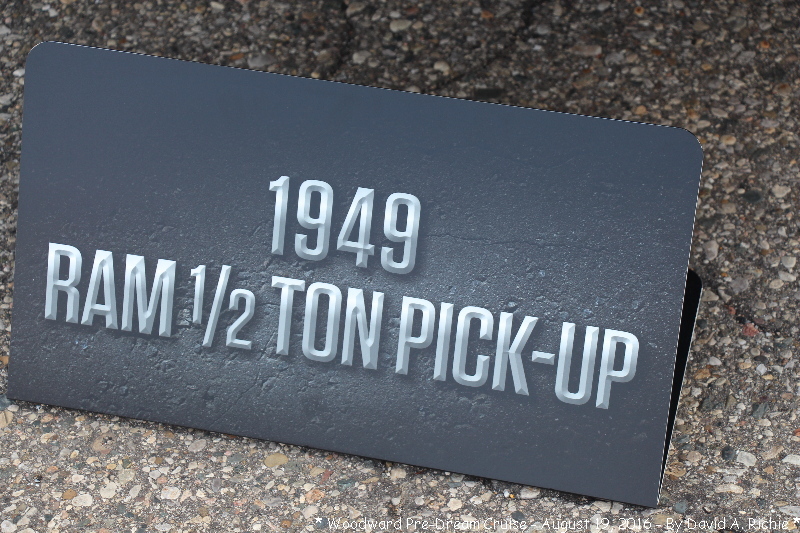 1949
RAM 1/2 TON PICK-UP
* Woodward Pre-Dream Cruise - August 19, 2016 - By David A. Richie *